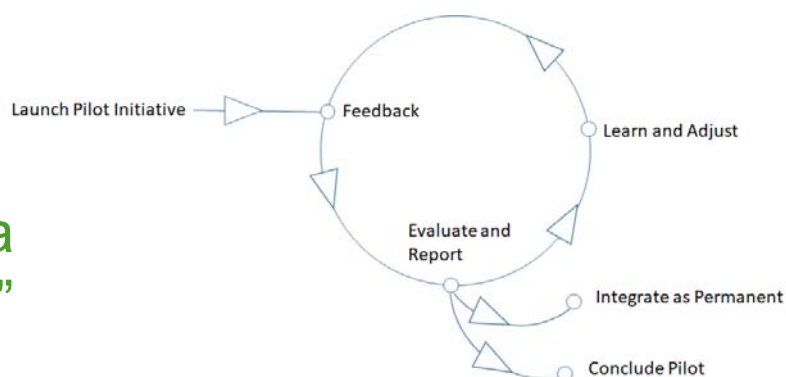 Launch Pilot Initiative
Feedback
Learn and Adjust
a
”
Evaluate and
Report
Integrate as Permanent
Conclude Pilot